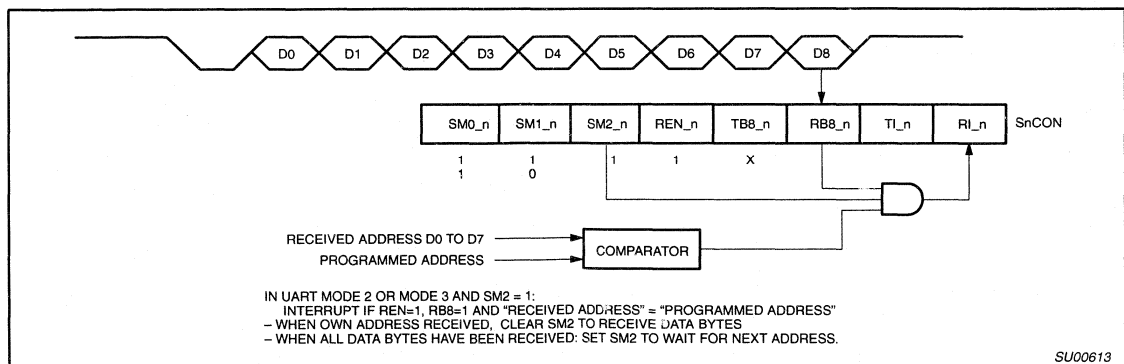 D0 D1 D2 D3 D4 D5 D6 D7 D8
SM0_n SM1_n SM2_n REN_n TB8_n RB8_n TI_n RI_n SnCON
1 1 1 1 X
1 0
RECEIVED ADDRESS D0 TO D7
PROGRAMMED ADDRESS
COMPARATOR
IN UART MODE 2 OR MODE 3 AND SM2 = 1:
INTERRUPT IF REN=1, RB8=1 AND “RECEIVED ADDRESS” = “PROGRAMMED ADDRESS”
– WHEN OWN ADDRESS RECEIVED, CLEAR SM2 TO RECEIVE DATA BYTES
– WHEN ALL DATA BYTES HAVE BEEN RECEIVED: SET SM2 TO WAIT FOR NEXT ADDRESS.
SU00613